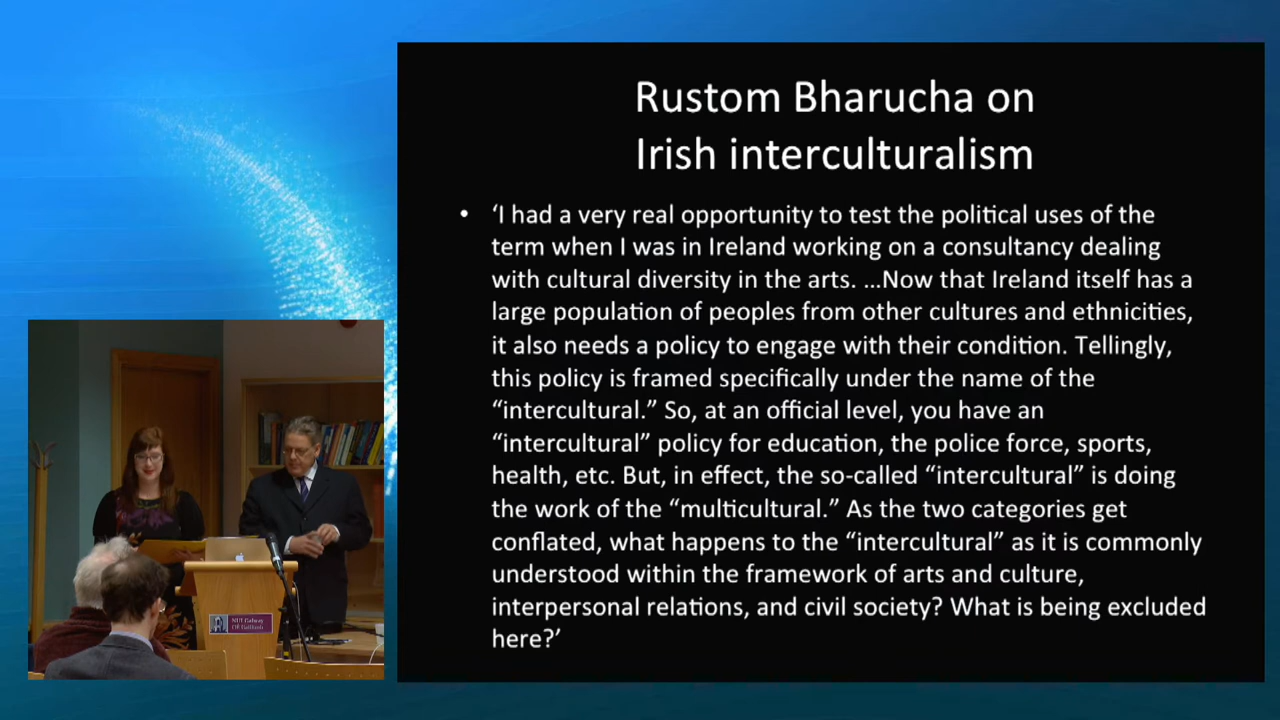 Rustom Bharucha on
Irish interculturalism
• ‘I had a very real opportunity to test the political uses of the
term when I was in Ireland working on a consultancy dealing
with cultural diversity in the arts. ...Now that Ireland itself has a
large population of peoples from other cultures and ethnicities,
it also needs a policy to engage with their condition. Tellingly,
this policy is framed specifically under the name of the
“intercultural.” So, at an official level, you have an
“intercultural” policy for education, the police force, sports,
health, etc. But, in effect, the so-called “intercultural” is doing
the work of the “multicultural.” As the two categories get
conflated, what happens to the “intercultural” as it is commonly
understood within the framework of arts and culture,
interpersonal relations, and civil society? What is being excluded
here?’
NUI Galway
OÉ Gaillimh